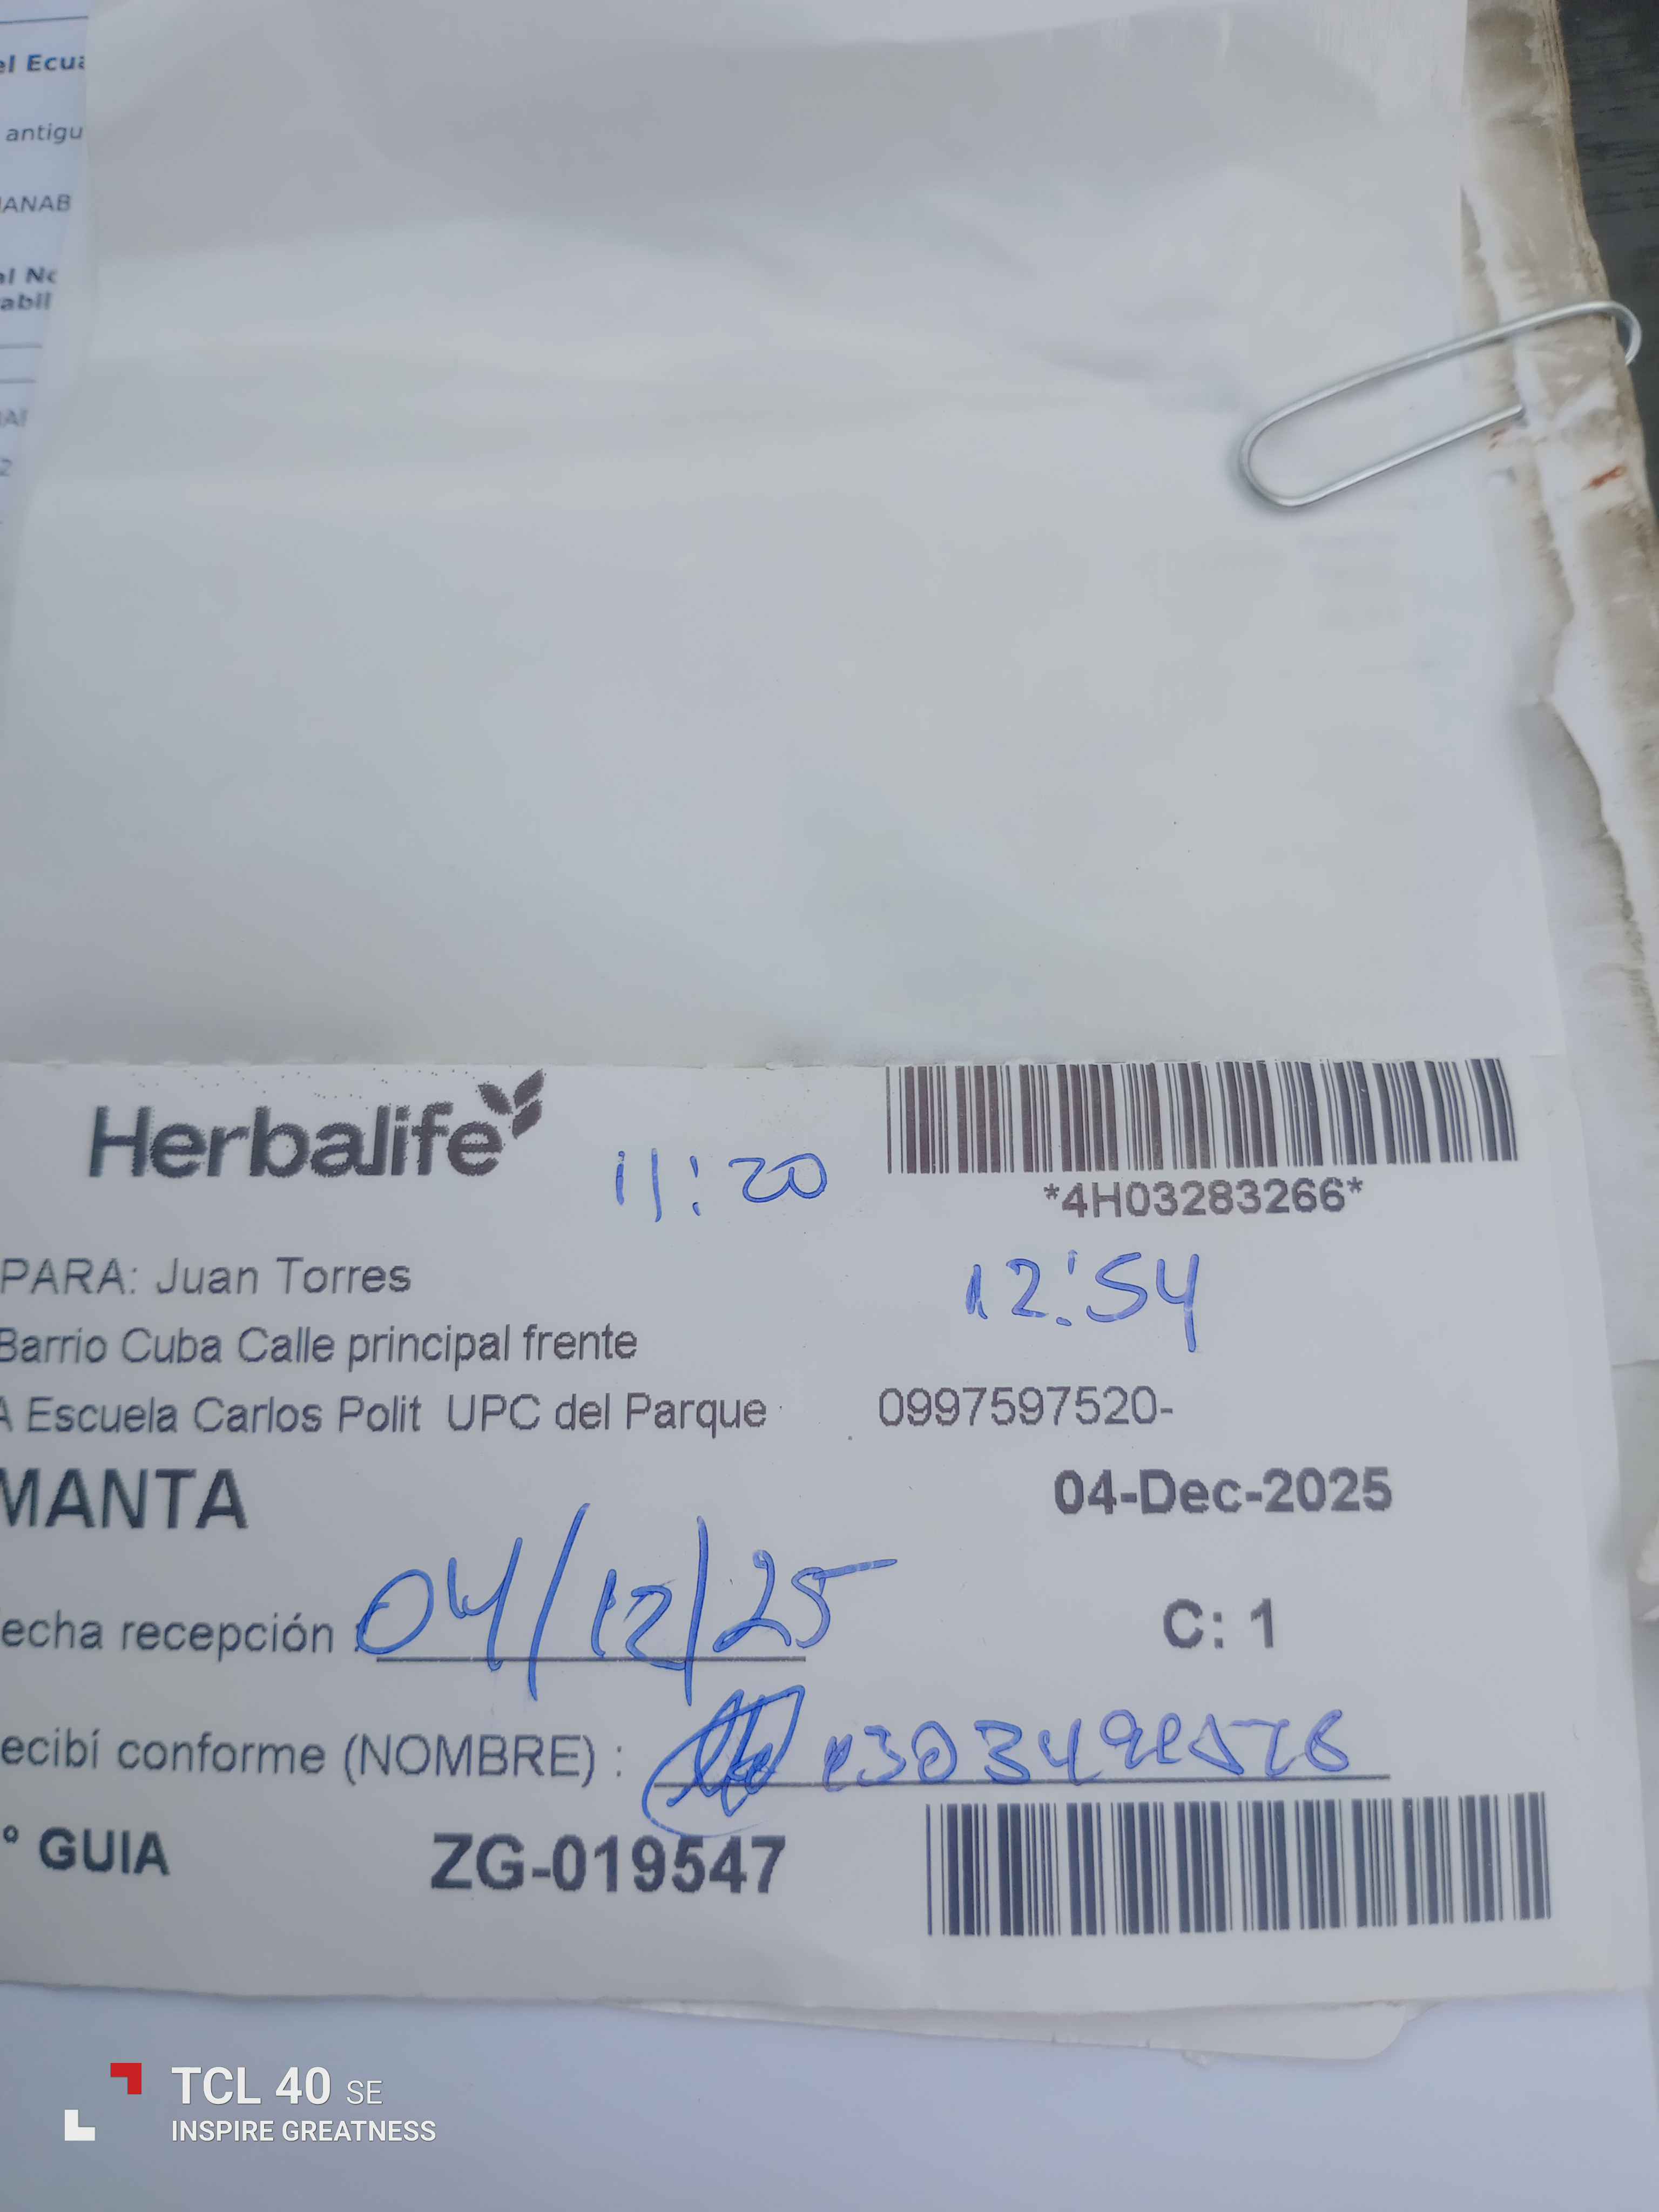 el Ecua
antigu
MANAB
al No
abil
Herbalife
11:20
*4H03283266*
PARA: Juan Torres
12:54
Barrio Cuba Calle principal frente
A Escuela Carlos Polit UPC del Parque
0997597520-
MANTA
04-Dec-2025
echa recepción : 04/12/25
C: 1
ecibí conforme (NOMBRE) :
° GUIA
ZG-019547
TCL 40 SE
INSPIRE GREATNESS